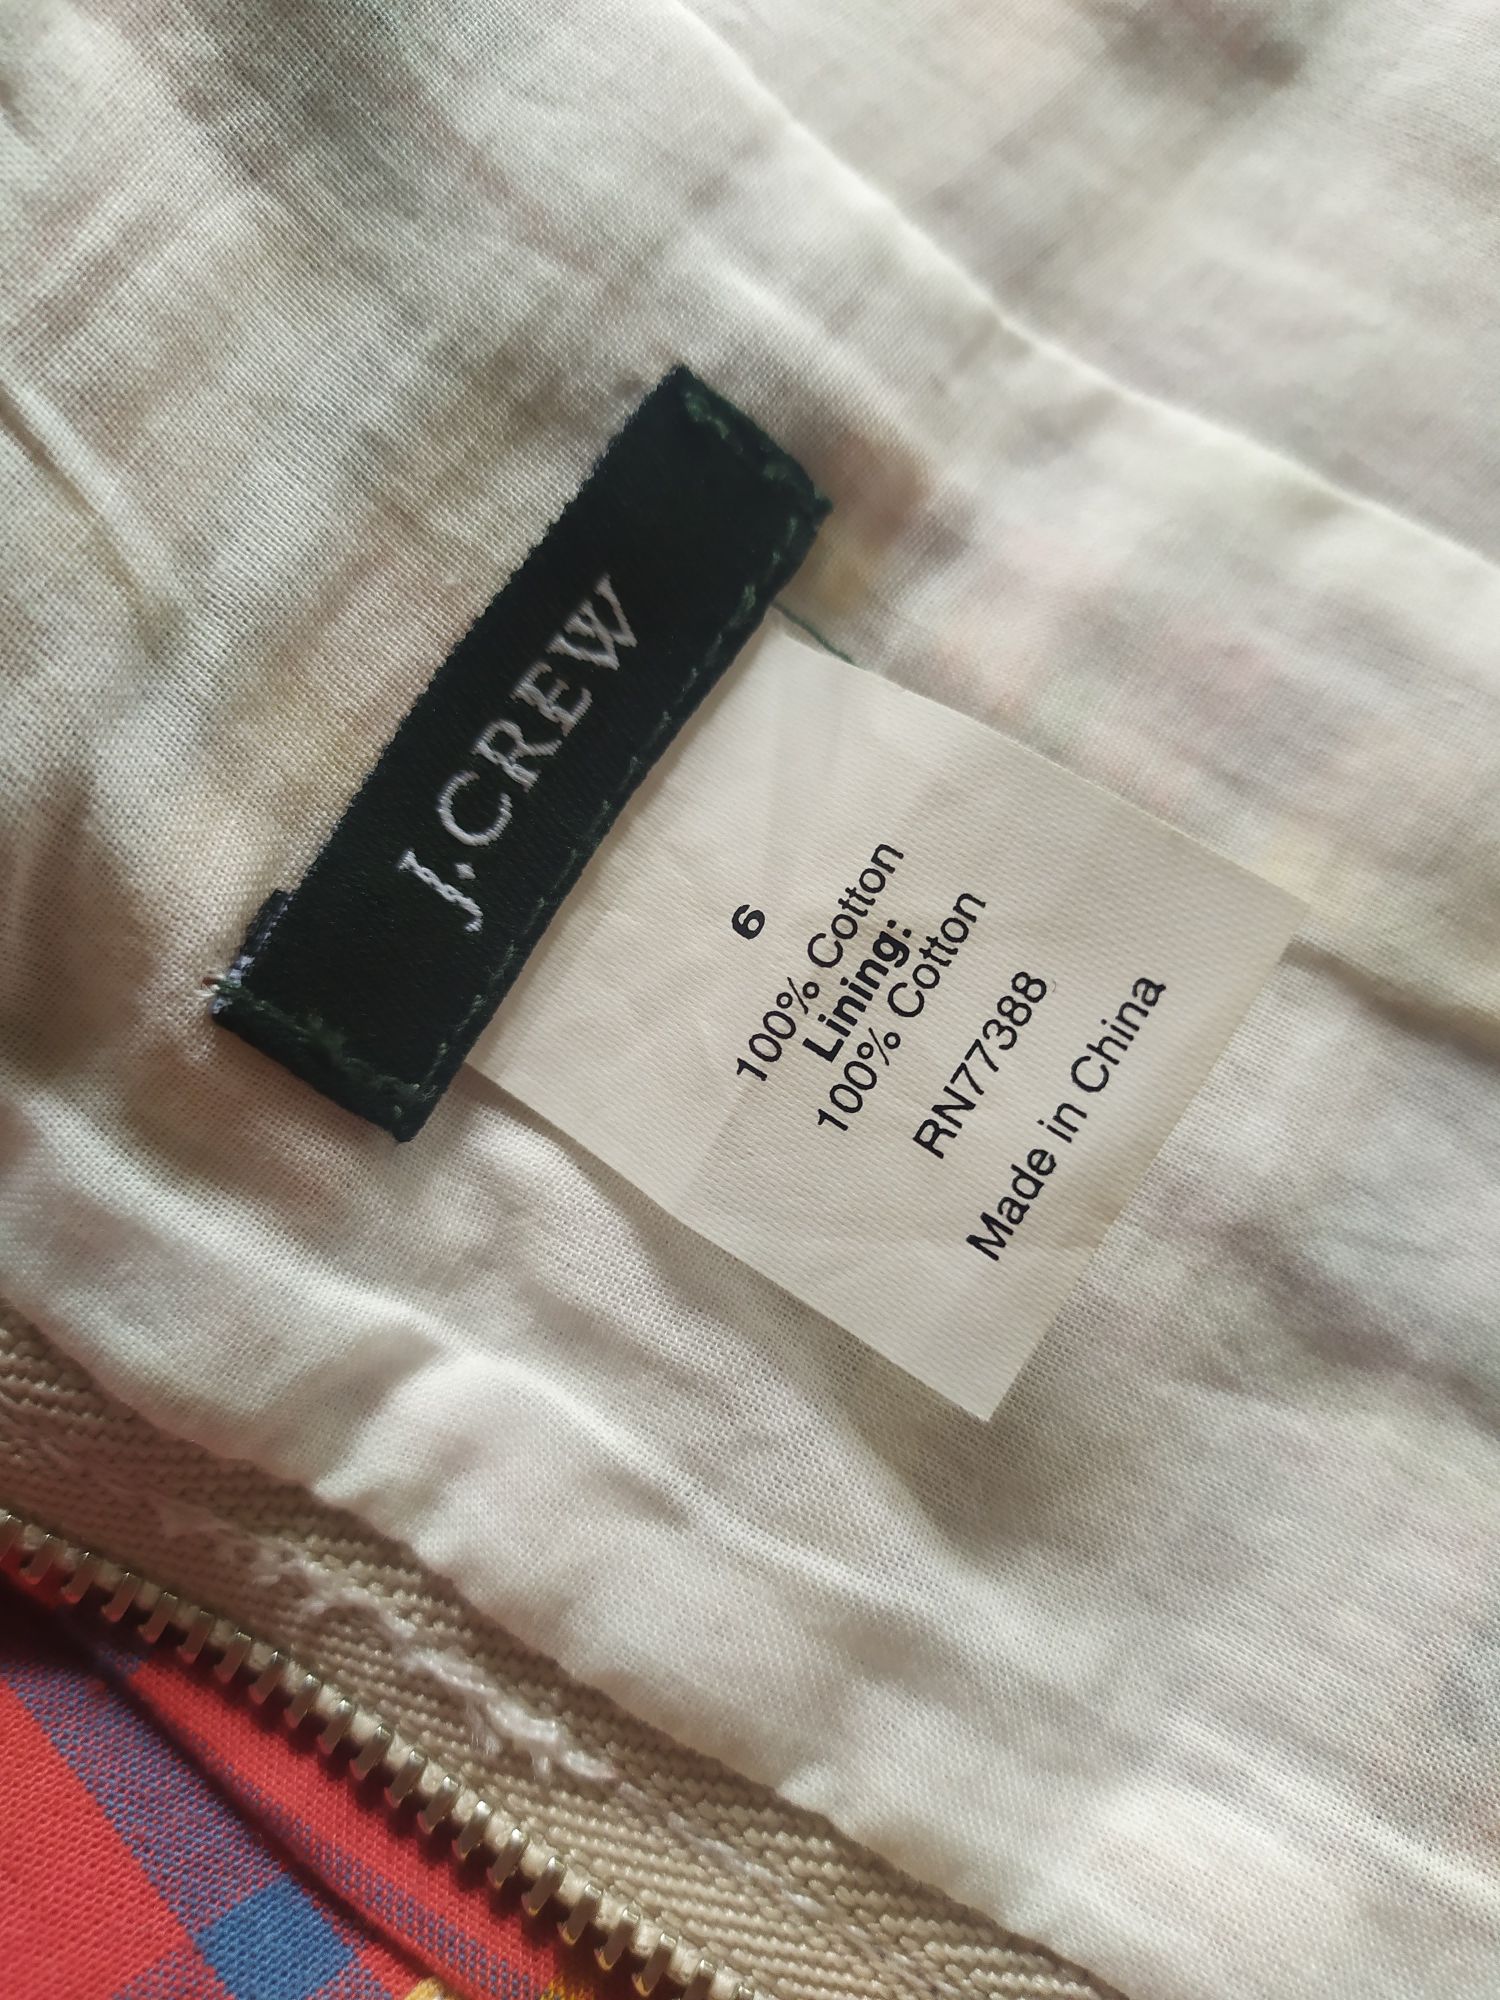 J.CREW
6
100% Cotton
Lining:
100% Cotton
RN77388
Made in China